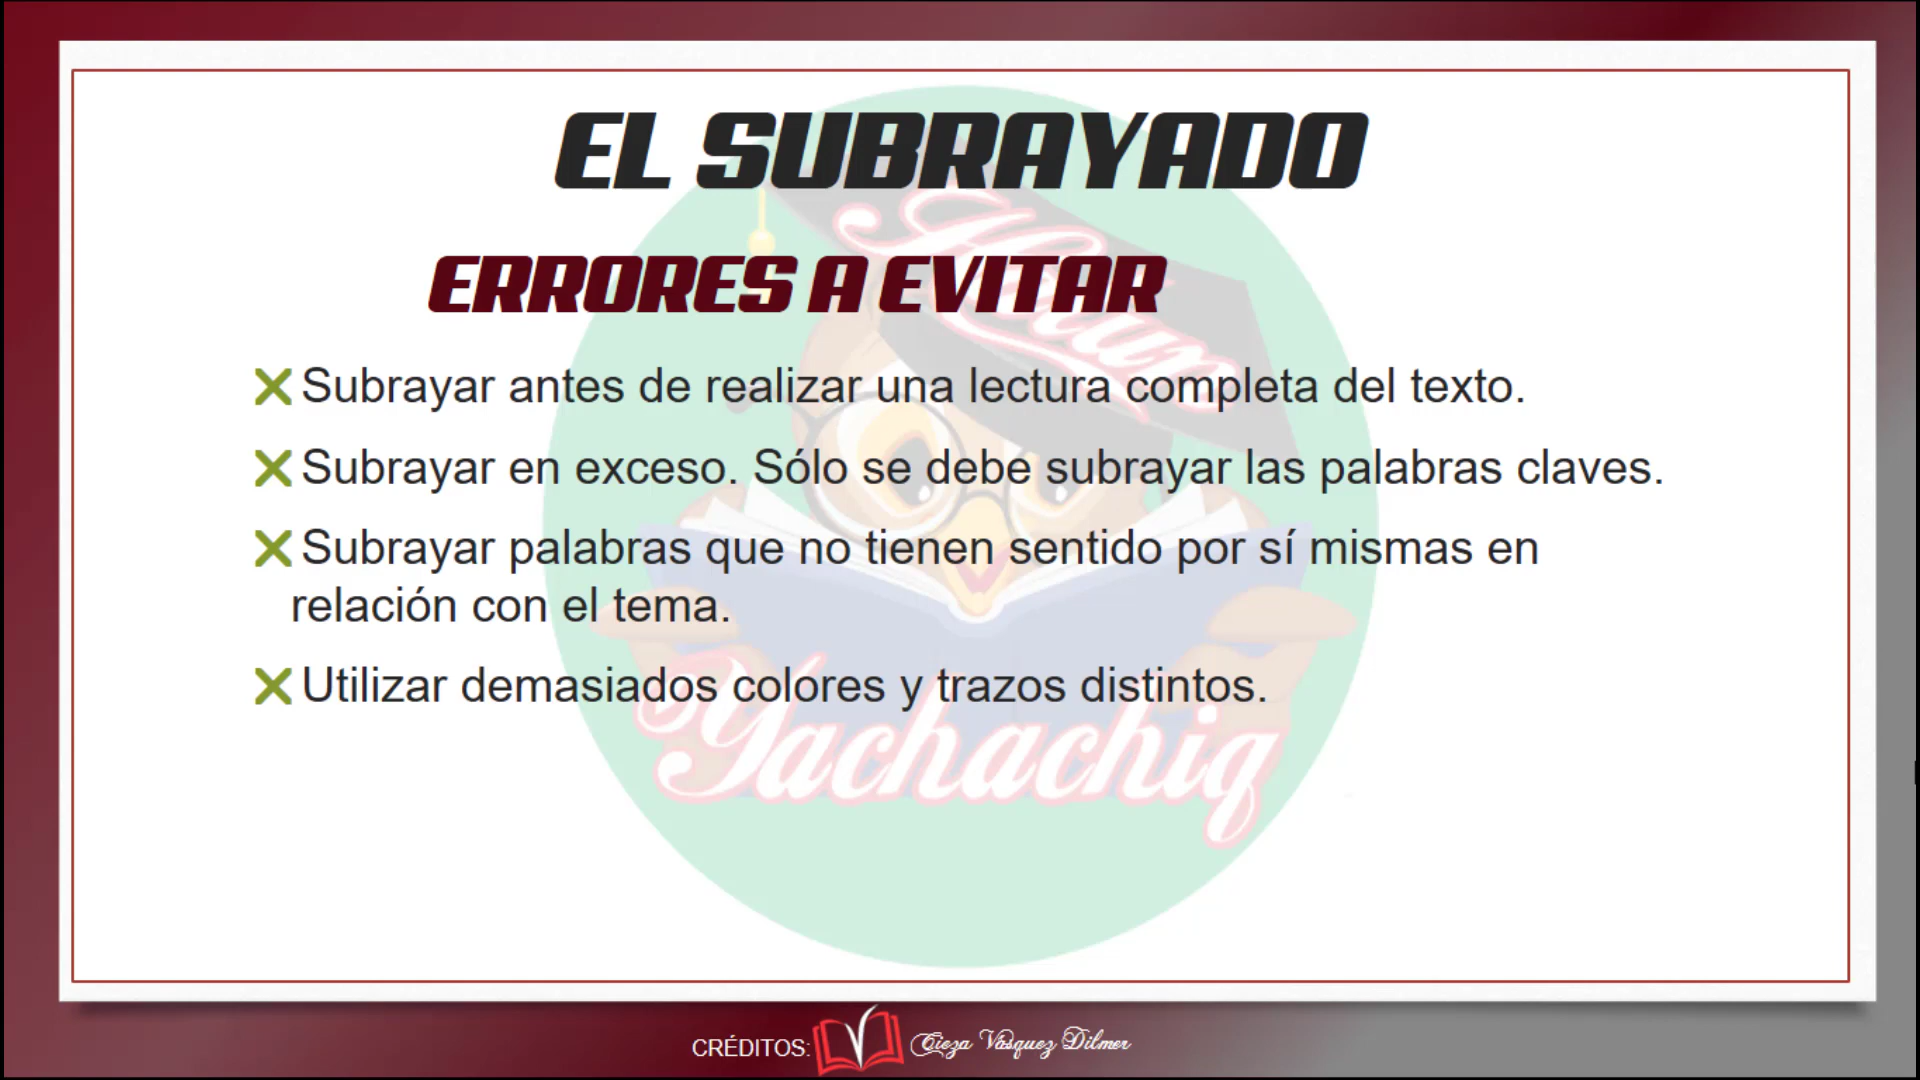 EL SUBRAYADO
ERRORES A EVITAR
Subrayar antes de realizar una lectura completa del texto.
Subrayar en exceso. Sólo se debe subrayar las palabras claves.
Subrayar palabras que no tienen sentido por sí mismas en
relación con el tema.
Utilizar demasiados colores y trazos distintos.
Yachachiq
CRÉDITOS: Cieza Vásquez Dilmer